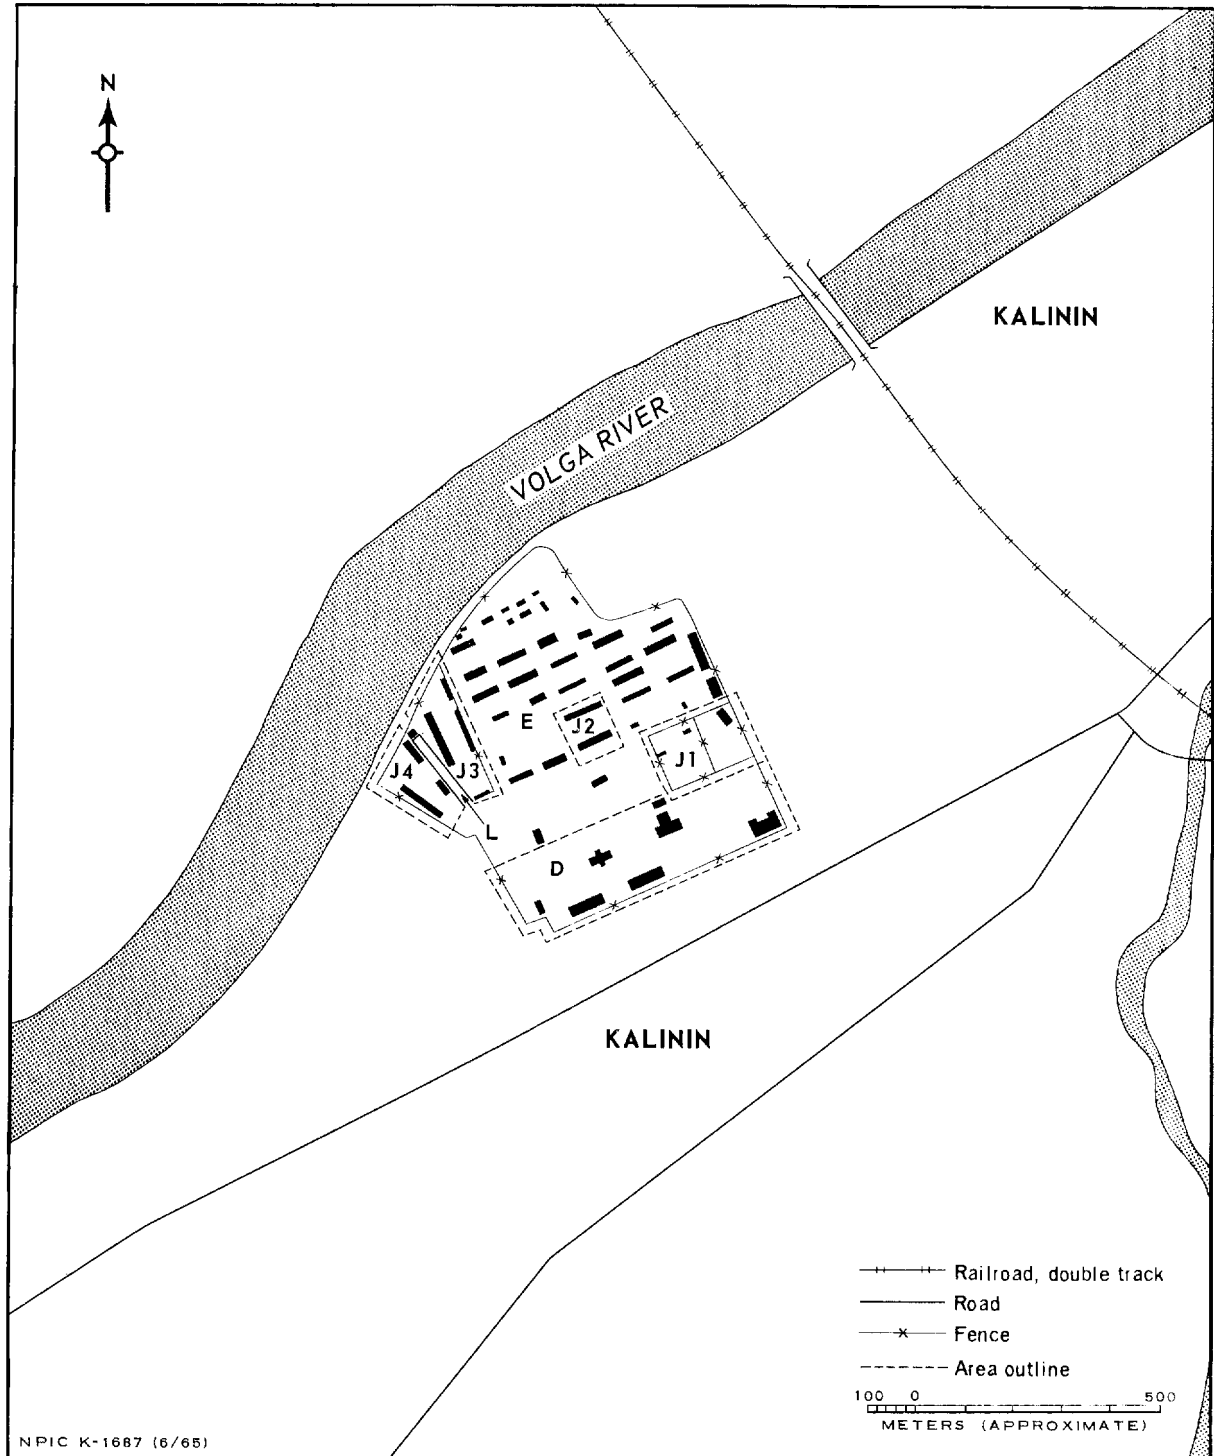 N
KALININ
VOLGA RIVER
E
J2
J1
J4
J3
L
D
KALININ
Railroad, double track
Road
Fence
Area outline
100 0 500
METERS (APPROXIMATE)
NPIC K-1687 (6/65)